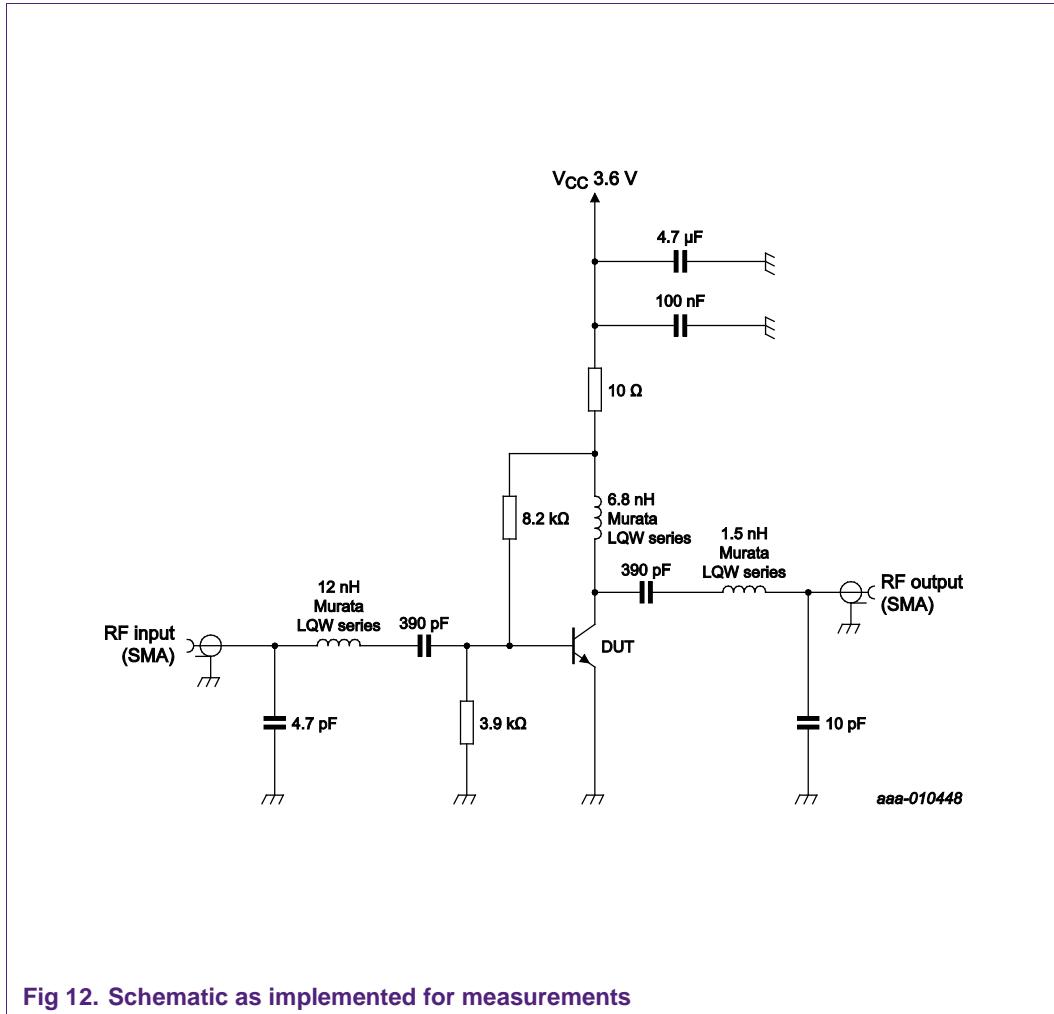 VCC 3.6 V
4.7 µF
100 nF
10 Ω
8.2 kΩ
6.8 nH
Murata
LQW series
1.5 nH
Murata
LQW series
390 pF
RF output
(SMA)
12 nH
Murata
LQW series
390 pF
RF input
(SMA)
DUT
4.7 pF
3.9 kΩ
10 pF
aaa-010448
Fig 12. Schematic as implemented for measurements